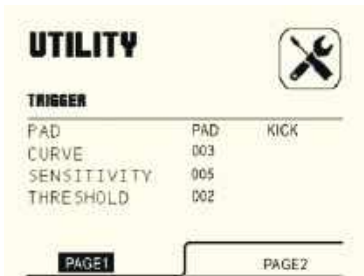 UTILITY
TRIGGER
PAD PAD KICK
CURVE 003
SENSITIVITY 005
THRESHOLD 002
PAGE1 PAGE2